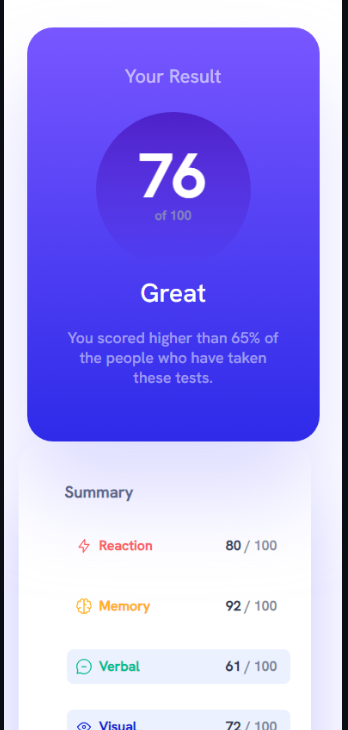 Your Result
76
of 100
Great
You scored higher than 65% of
the people who have taken
these tests.
Summary
Reaction 80 / 100
Memory 92 / 100
Verbal 61 / 100
Visual 72 / 100